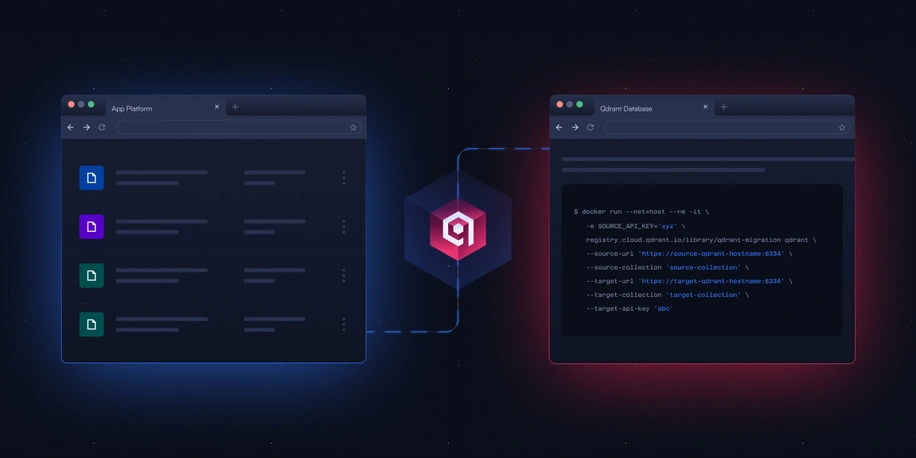 App Platform
Qdrant Database
$ docker run --net=host --rm -it \
-e SOURCE_API_KEY='xyz' \
registry.cloud.qdrant.io/library/qdrant-migration qdrant \
--source-url 'https://source-qdrant-hostname:6334' \
--source-collection 'source-collection' \
--target-url 'https://target-qdrant-hostname:6334' \
--target-collection 'target-collection' \
--target-api-key 'abc'